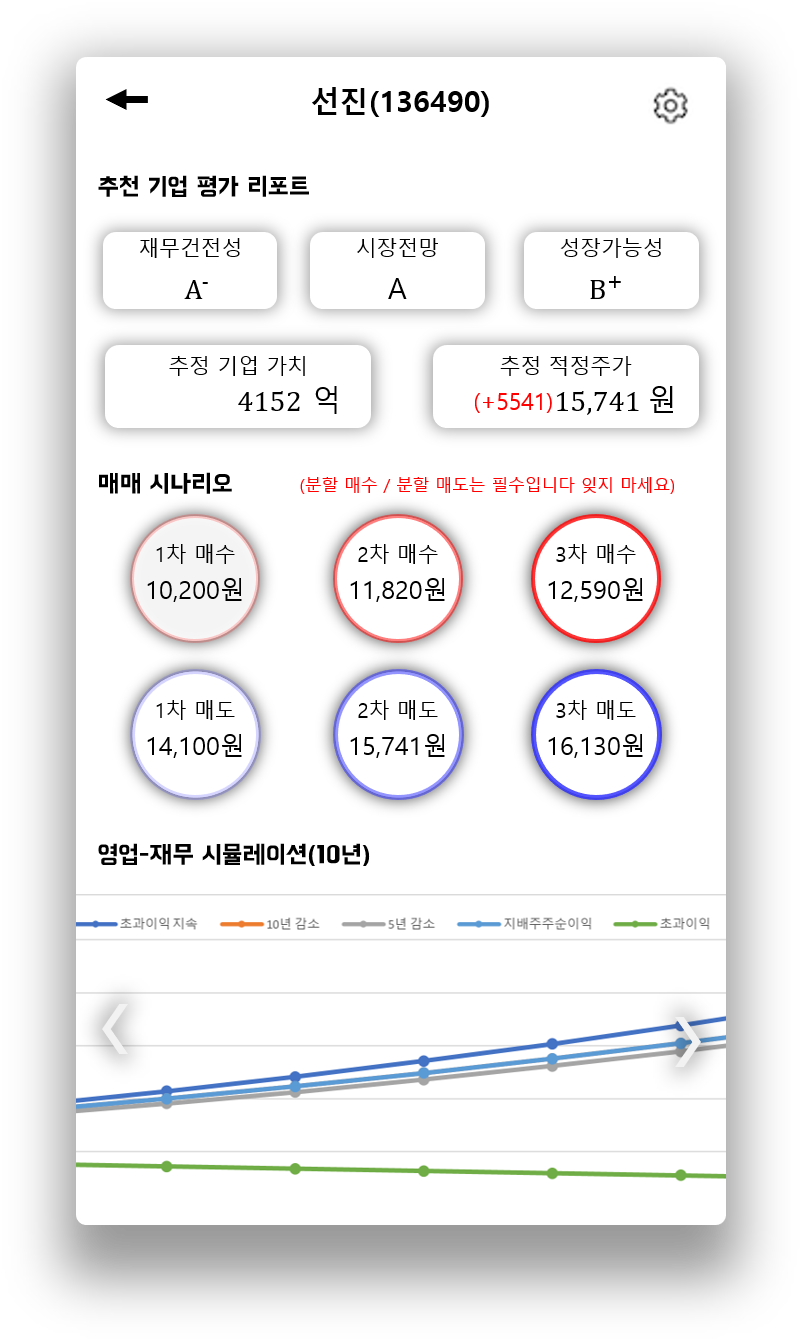 선진(136490)
추천 기업 평가 리포트
재무건전성 시장전망 성장가능성
A- A B+
추정 기업 가치 추정 적정주가
4152 억 (+5541)15,741 원
매매 시나리오 (분할 매수 / 분할 매도는 필수입니다 잊지 마세요)
1차 매수 2차 매수 3차 매수
10,200원 11,820원 12,590원
1차 매도 2차 매도 3차 매도
14,100원 15,741원 16,130원
영업-재무 시뮬레이션(10년)
초과이익 지속 10년 감소 5년 감소 지배주주순이익 초과이익